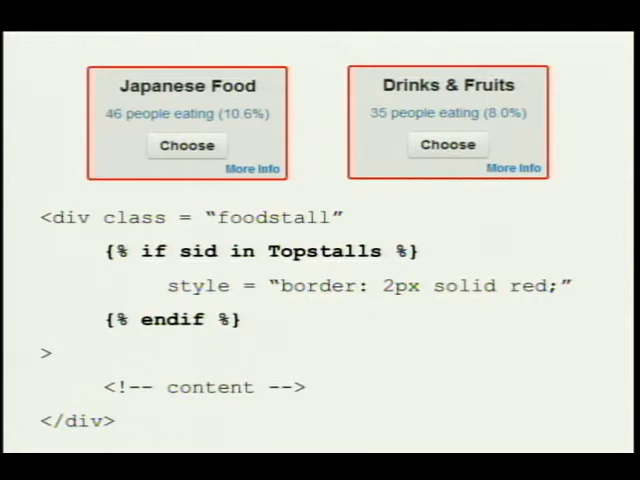 Japanese Food
46 people eating (10.6%)
Choose
More Info
Drinks & Fruits
35 people eating (8.0%)
Choose
More Info
<div class = “foodstall”
{% if sid in Topstalls %}
style = “border: 2px solid red;”
{% endif %}
>
<!-- content -->
</div>